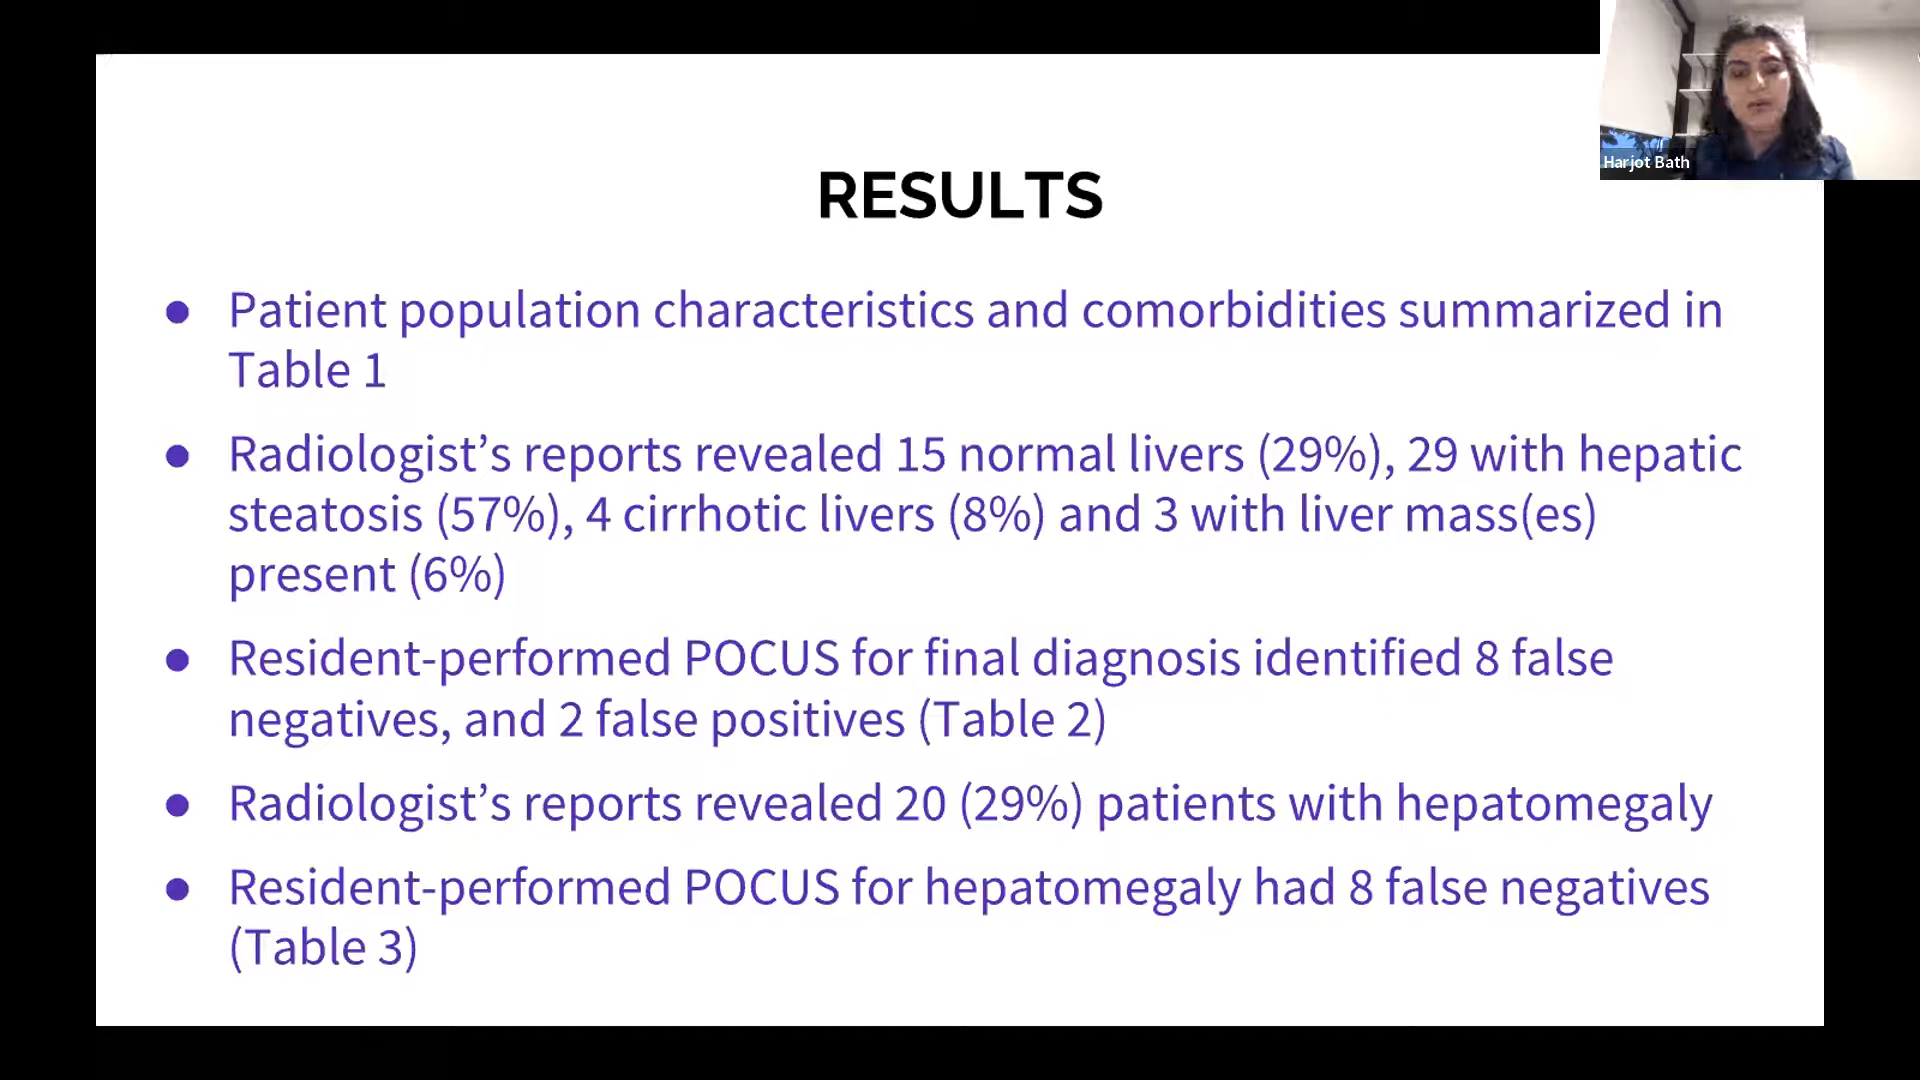 Harjot Bath
RESULTS
● Patient population characteristics and comorbidities summarized in
Table 1
● Radiologist’s reports revealed 15 normal livers (29%), 29 with hepatic
steatosis (57%), 4 cirrhotic livers (8%) and 3 with liver mass(es)
present (6%)
● Resident-performed POCUS for final diagnosis identified 8 false
negatives, and 2 false positives (Table 2)
● Radiologist’s reports revealed 20 (29%) patients with hepatomegaly
● Resident-performed POCUS for hepatomegaly had 8 false negatives
(Table 3)